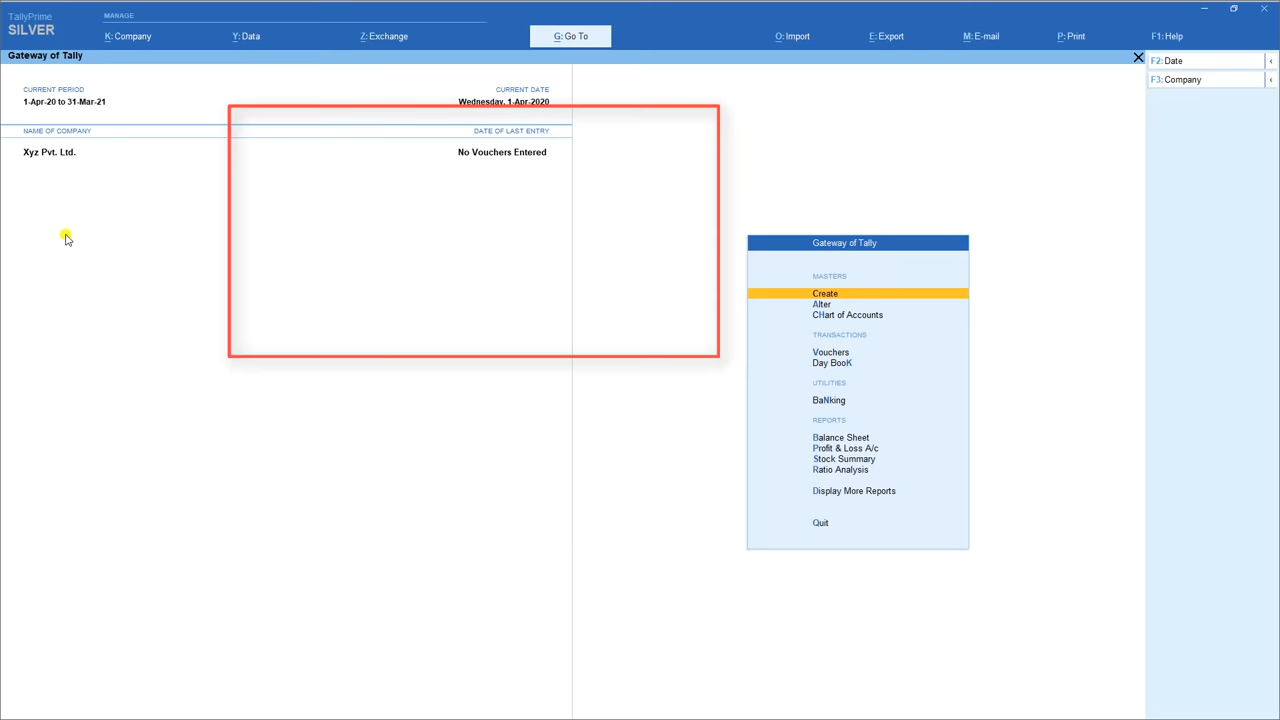 TallyPrime
SILVER
MANAGE
K: Company
Y: Data
Z: Exchange
G: Go To
O: Import
E: Export
M: E-mail
P: Print
F1: Help
Gateway of Tally
F2: Date
F3: Company
CURRENT PERIOD
CURRENT DATE
1-Apr-20 to 31-Mar-21
Wednesday, 1-Apr-2020
NAME OF COMPANY
DATE OF LAST ENTRY
Xyz Pvt. Ltd.
No Vouchers Entered
Gateway of Tally
MASTERS
Create
Alter
CHart of Accounts
TRANSACTIONS
Vouchers
Day BooK
UTILITIES
BaNking
REPORTS
Balance Sheet
Profit & Loss A/c
Stock Summary
Ratio Analysis
Display More Reports
Quit